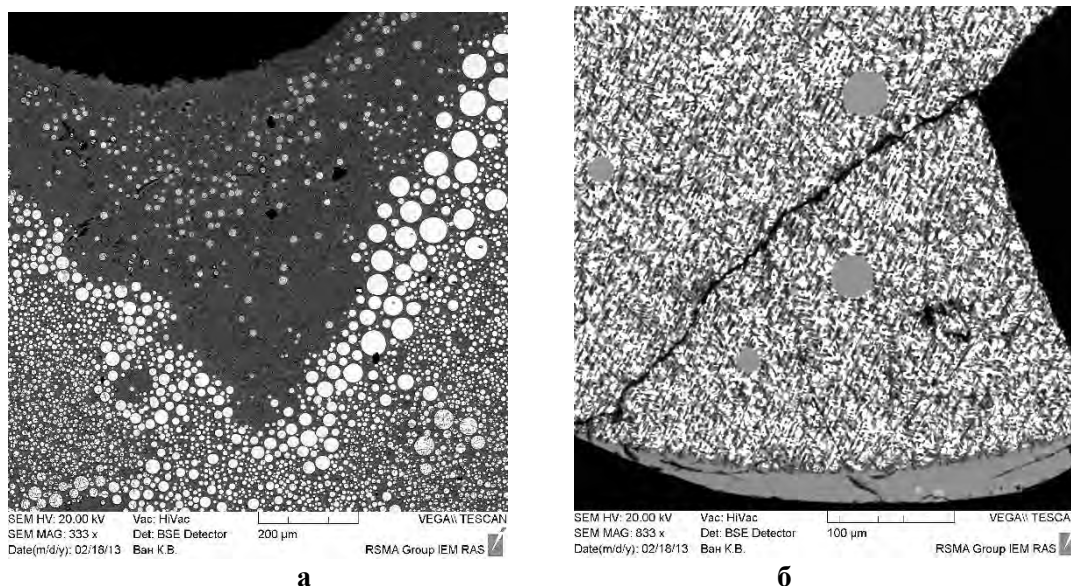 SEM HV: 20.00 kV Vac: HiVac
SEM MAG: 333 x Det: BSE Detector 200 µm VEGA\\ TESCAN
Date(m/d/y): 02/18/13 Ван К.В. RSMA Group IEM RAS
SEM HV: 20.00 kV Vac: HiVac
SEM MAG: 833 x Det: BSE Detector 100 µm VEGA\\ TESCAN
Date(m/d/y): 02/18/13 Ван К.В. RSMA Group IEM RAS
а
б